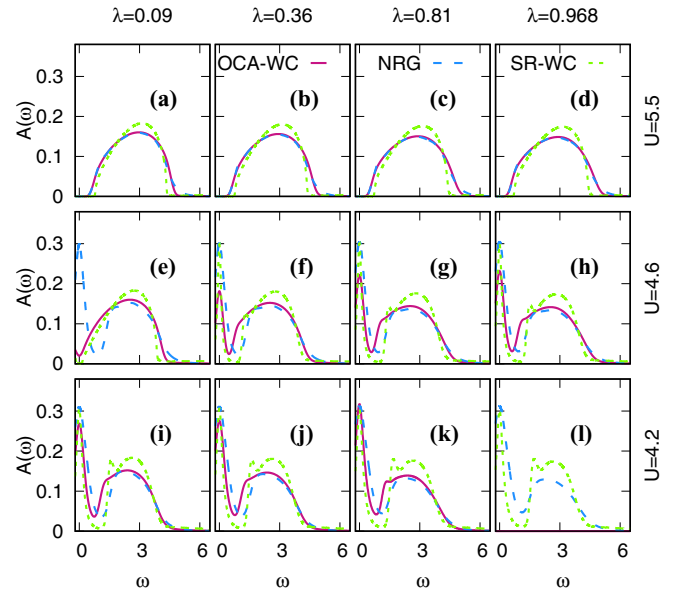 λ=0.09 λ=0.36 λ=0.81 λ=0.968
OCA-WC NRG SR-WC
0.3
0.2
0.1
0
A(ω)
(a) (b) (c) (d)
U=5.5
0.3
0.2
0.1
0
A(ω)
(e) (f) (g) (h)
U=4.6
0.3
0.2
0.1
0
A(ω)
(i) (j) (k) (l)
U=4.2
0 3 6 0 3 6 0 3 6 0 3 6
ω ω ω ω